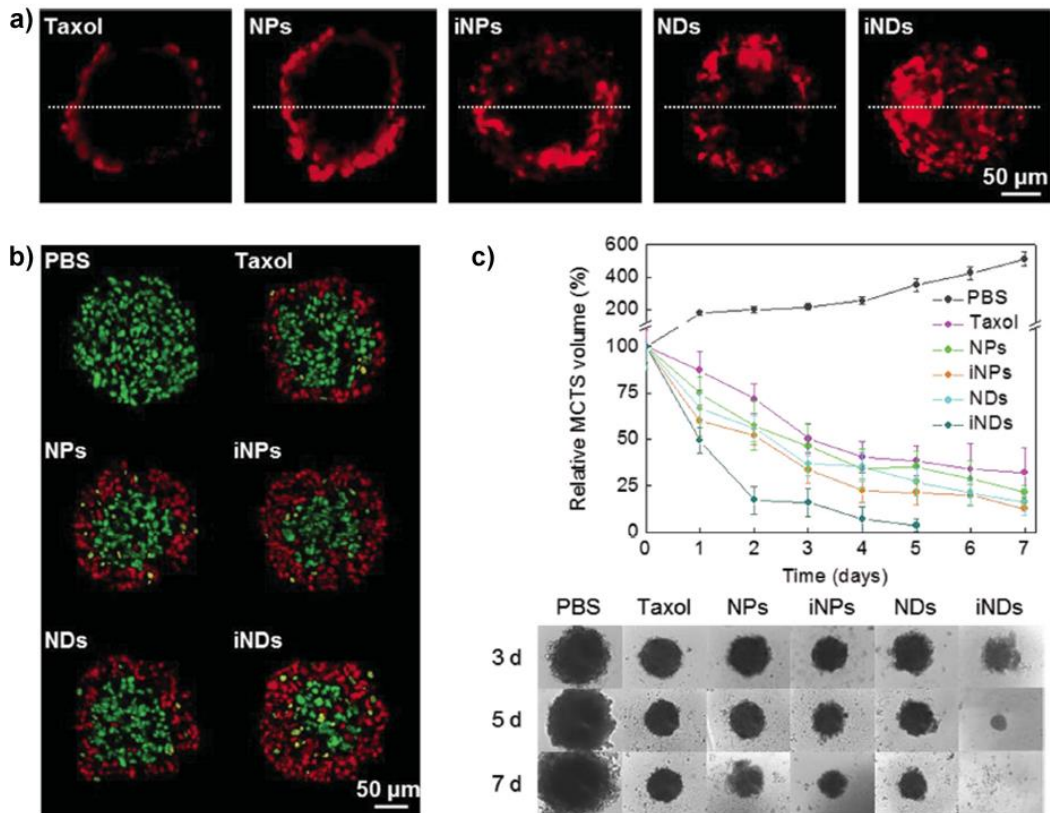 a)
Taxol NPs iNPs NDs iNDs
50 μm
b)
PBS Taxol
NPs iNPs
NDs iNDs
50 μm
c)
Relative MCTS volume (%)
600
400
200
100
75
50
25
0
PBS
Taxol
NPs
iNPs
NDs
iNDs
0 1 2 3 4 5 6 7
Time (days)
PBS Taxol NPs iNPs NDs iNDs
3 d
5 d
7 d